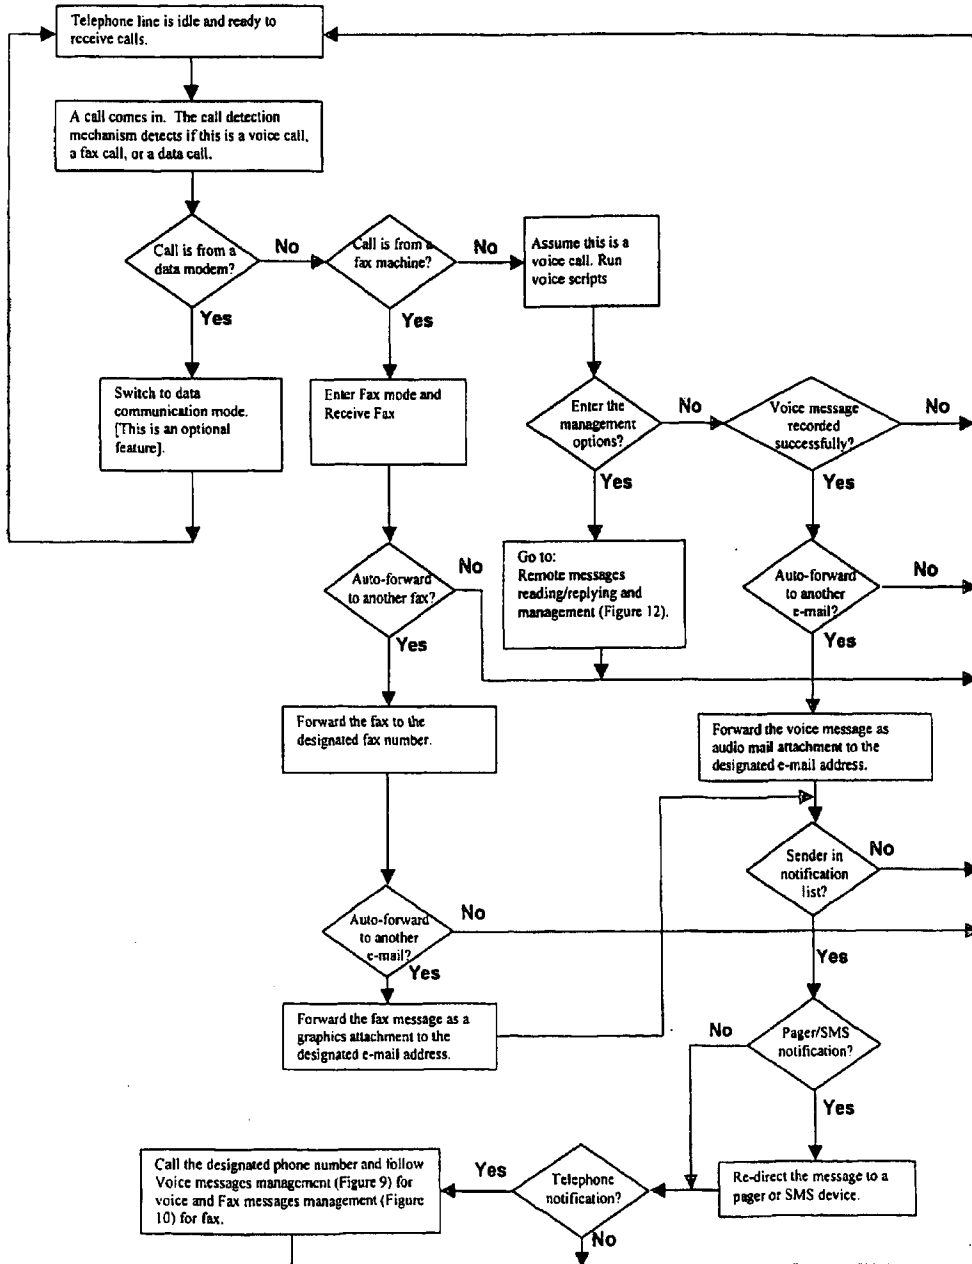 Telephone line is idle and ready to
receive calls.
A call comes in. The call detection
mechanism detects if this is a voice call,
a fax call, or a data call.
Call is from a
data modem?
No
Yes
Call is from a
fax machine?
No
Yes
Assume this is a
voice call. Run
voice scripts
Switch to data
communication mode.
[This is an optional
feature].
Enter Fax mode and
Receive Fax
Enter the
management
options?
No
Yes
Voice message
recorded
successfully?
No
Yes
Auto-forward
to another fax?
No
Yes
Go to:
Remote messages
reading/replying and
management (Figure 12).
Auto-forward
to another
e-mail?
No
Yes
Forward the fax to the
designated fax number.
Forward the voice message as
audio mail attachment to the
designated e-mail address.
Sender in
notification
list?
No
Yes
Auto-forward
to another
e-mail?
No
Yes
Forward the fax message as a
graphics attachment to the
designated e-mail address.
Pager/SMS
notification?
No
Yes
Call the designated phone number and follow
Voice messages management (Figure 9) for
voice and Fax messages management (Figure
10) for fax.
Yes
Telephone
notification?
No
Re-direct the message to a
pager or SMS device.